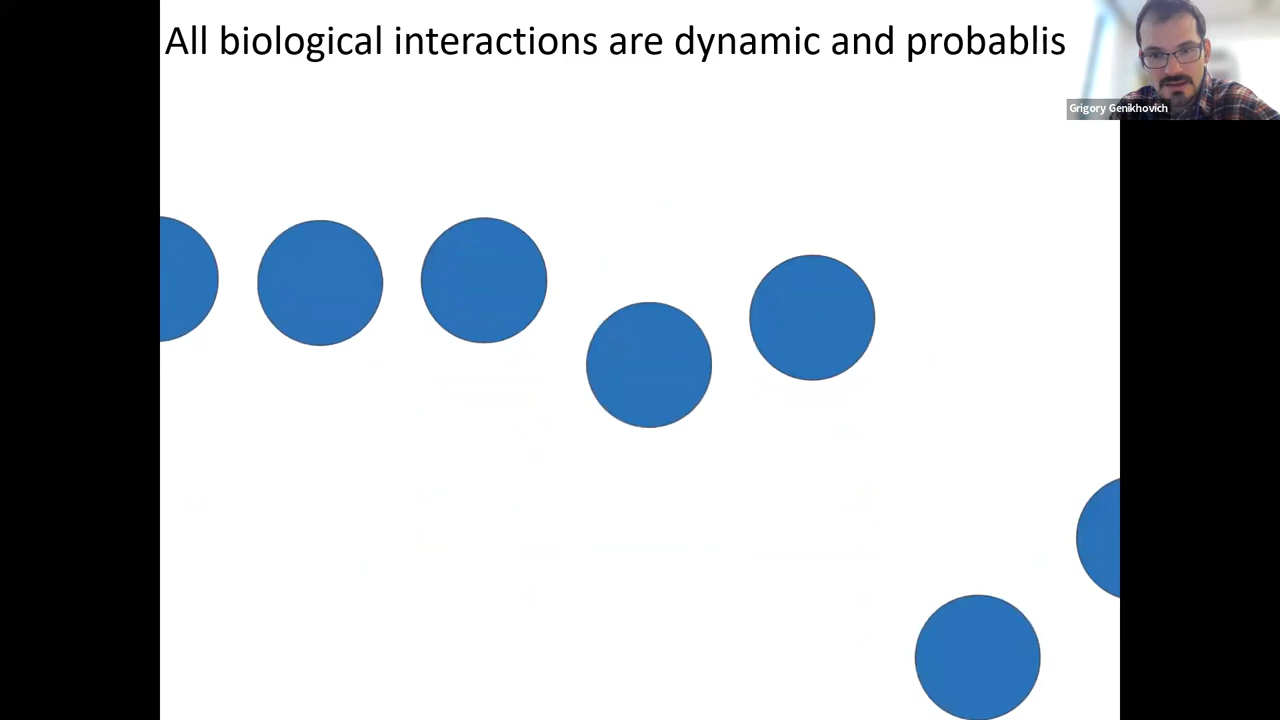 All biological interactions are dynamic and probablis
Grigory Genikhovich